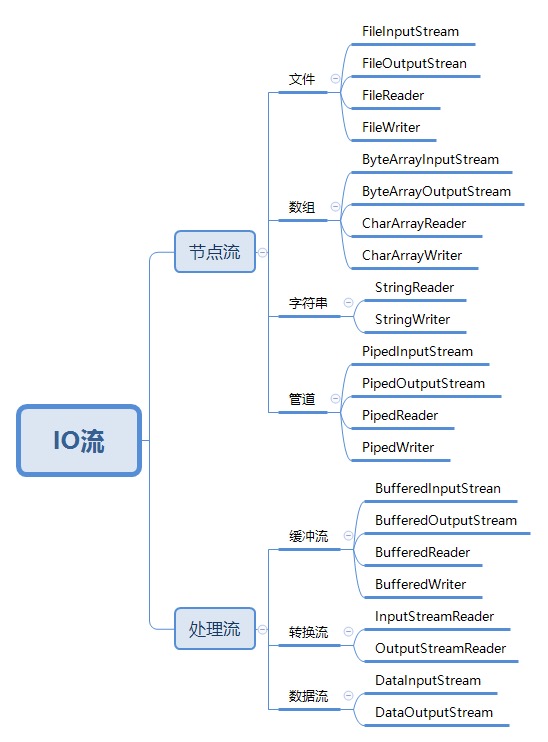 IO流
节点流
文件
FileInputStream
FileOutputStrean
FileReader
FileWriter
数组
ByteArrayInputStream
ByteArrayOutputStream
CharArrayReader
CharArrayWriter
字符串
StringReader
StringWriter
管道
PipedInputStream
PipedOutputStream
PipedReader
PipedWriter
处理流
缓冲流
BufferedInputStrean
BufferedOutputStream
BufferedReader
BufferedWriter
转换流
InputStreamReader
OutputStreamReader
数据流
DataInputStream
DataOutputStream